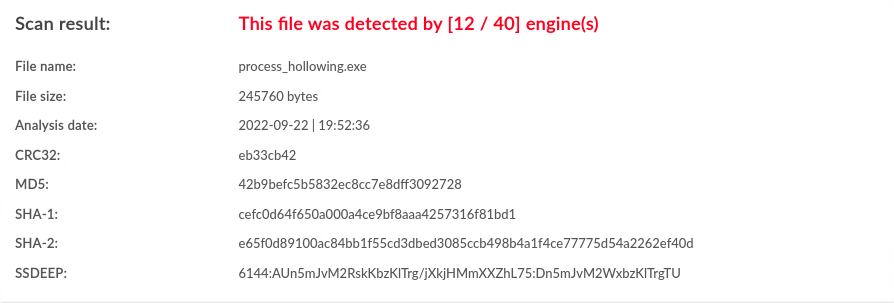 Scan result: This file was detected by [12 / 40] engine(s)
File name: process_hollowing.exe
File size: 245760 bytes
Analysis date: 2022-09-22 | 19:52:36
CRC32: eb33cb42
MD5: 42b9befc5b5832ec8cc7e8dff3092728
SHA-1: cefc0d64f650a000a4ce9bf8aaa4257316f81bd1
SHA-2: e65f0d89100ac84bb1f55cd3dbed3085ccb498b4a1f4ce77775d54a2262ef40d
SSDEEP: 6144:AUn5mJvM2RskKbzKlTrg/jXkjHMmXXZhL75:Dn5mJvM2WxbzKlTrgTU